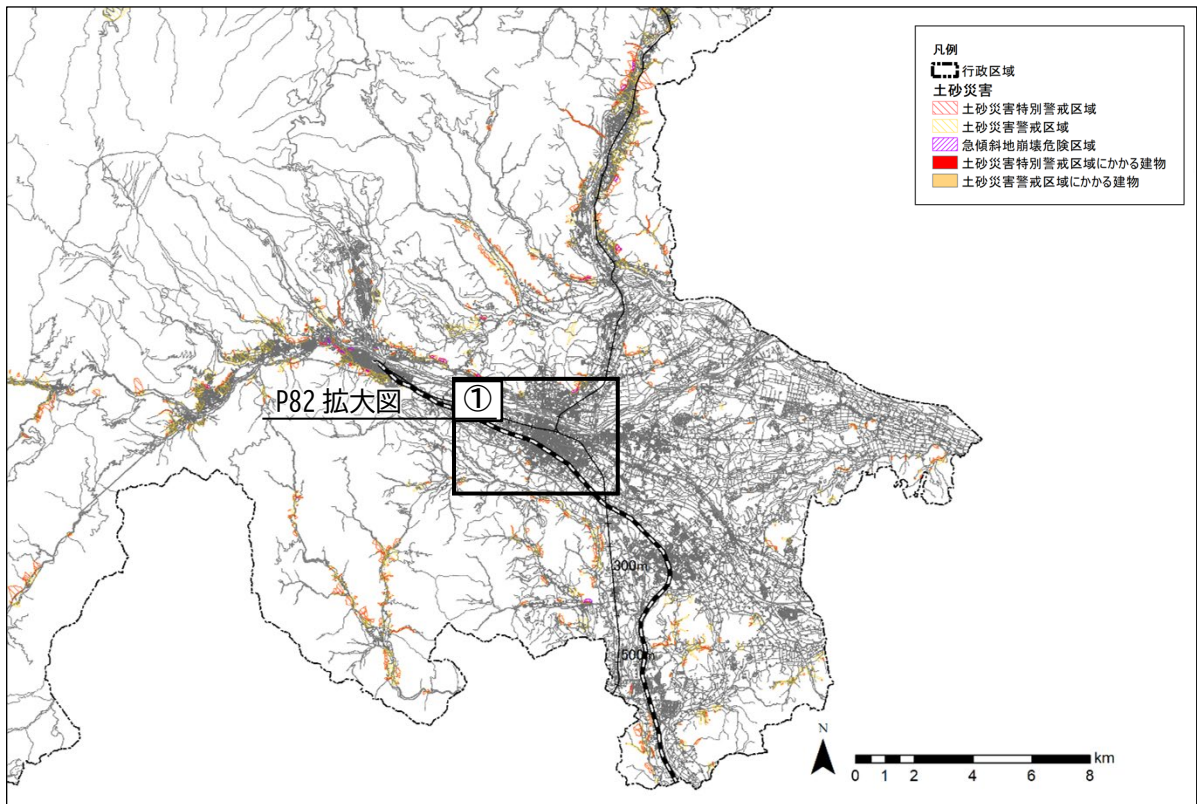 凡例
行政区域
土砂災害
土砂災害特別警戒区域
土砂災害警戒区域
急傾斜地崩壊危険区域
土砂災害特別警戒区域にかかる建物
土砂災害警戒区域にかかる建物
P82 拡大図
①
300m
500m
N
km
0 1 2 4 6 8